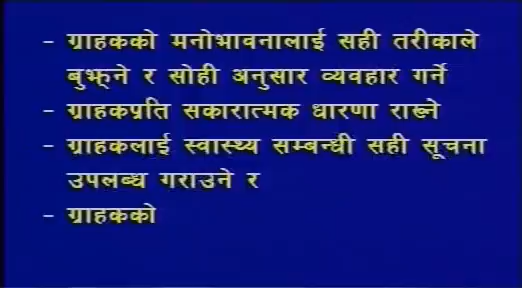 - ग्राहकको मनोभावनालाई सही तरीकाले
बुझ्ने र सोही अनुसार व्यवहार गर्ने
- ग्राहकप्रति सकारात्मक धारणा राख्ने
- ग्राहकलाई स्वास्थ्य सम्बन्धी सही सूचना
उपलब्ध गराउने र
- ग्राहकको